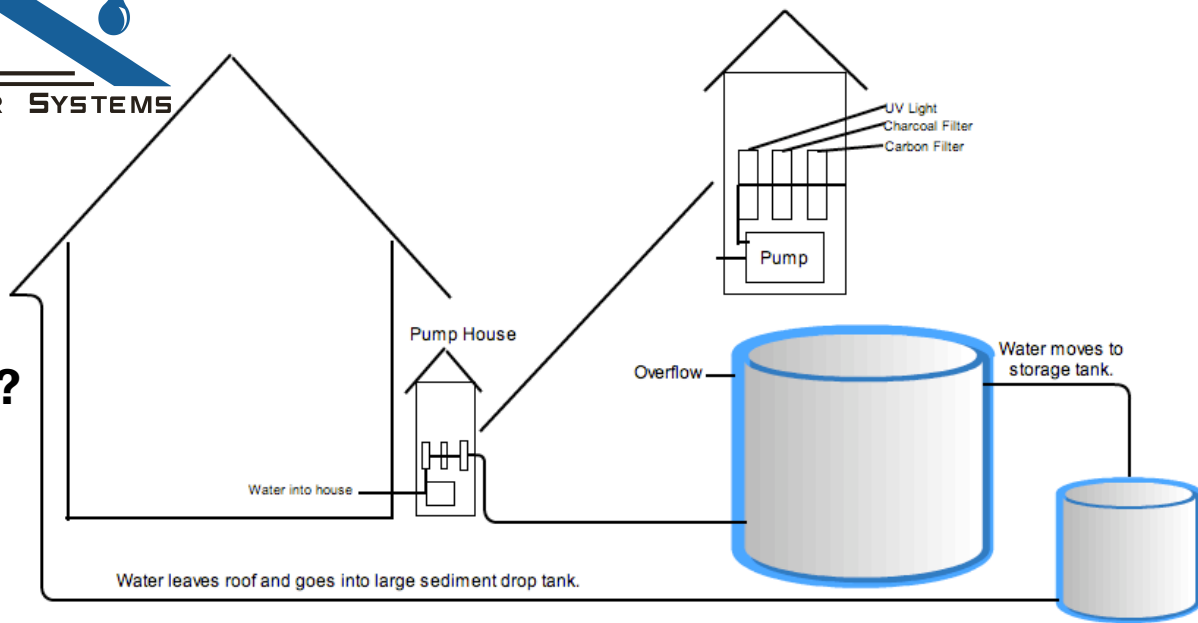 SYSTEMS
UV Light
Charcoal Filter
Carbon Filter
Pump
Pump House
Overflow
Water moves to
storage tank.
?
Water into house
Water leaves roof and goes into large sediment drop tank.